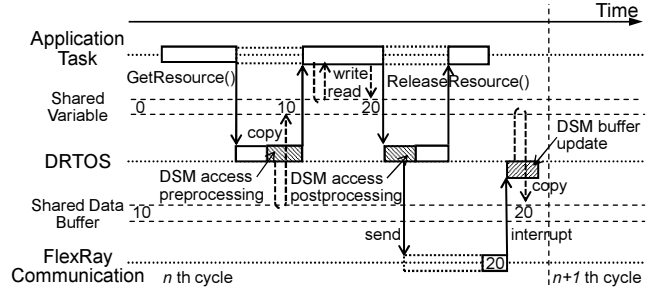 Time
Application
Task
GetResource()
write
read
ReleaseResource()
Shared
Variable
0
10
20
copy
DSM buffer
update
DRTOS
DSM access
preprocessing
DSM access
postprocessing
copy
Shared Data
Buffer
10
20
send
interrupt
FlexRay
Communication
20
n th cycle
n+1 th cycle